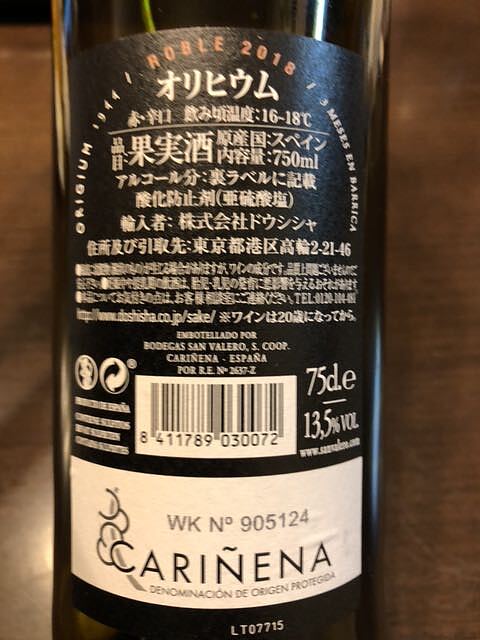 ORIGIUM 1944 / ROBLE 2018 / 3 MESES EN BARRICA
オリヒウム
赤・辛口 飲み頃温度:16-18℃
品目 果実酒 原産国:スペイン
内容量:750ml
アルコール分:裏ラベルに記載
酸化防止剤(亜硫酸塩)
輸入者:株式会社ドウシシャ
住所及び引取先:東京都港区高輪2-21-46
http://www.doshisha.co.jp/sake/ ※ワインは20歳になってから。
EMBOTELLADO POR
BODEGAS SAN VALERO, S. COOP.
CARIÑENA - ESPAÑA
POR R.E. Nº 2637-Z
75cl.e
13,5%VOL.
www.sanvalero.com
8 411789 030072
WK Nº 905124
CARIÑENA
DENOMINACIÓN DE ORIGEN PROTEGIDA
LT07715